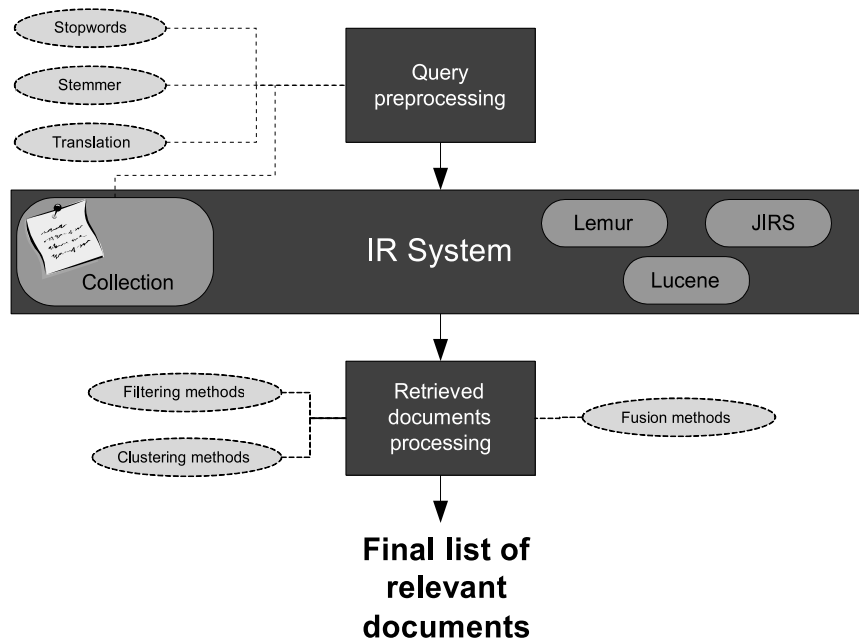 Stopwords
Stemmer
Translation
Query
preprocessing
Collection
IR System
Lemur
JIRS
Lucene
Filtering methods
Clustering methods
Retrieved
documents
processing
Fusion methods
Final list of
relevant
documents